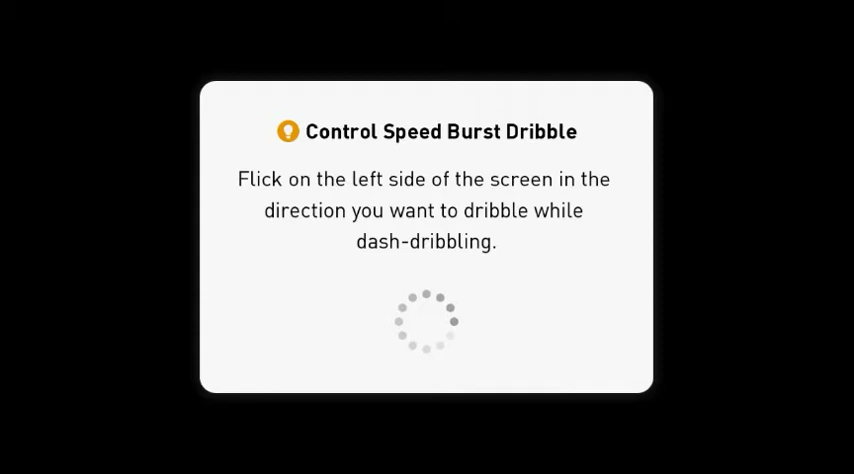 Control Speed Burst Dribble
Flick on the left side of the screen in the
direction you want to dribble while
dash-dribbling.